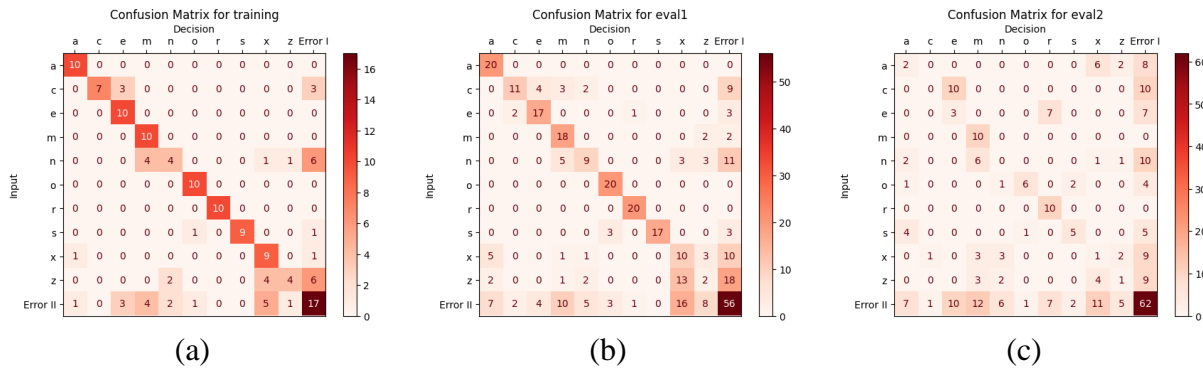 Confusion Matrix for training
Decision
a c e m n o r s x z Error I
a 10 0 0 0 0 0 0 0 0 0 0
c 0 7 3 0 0 0 0 0 0 0 3
e 0 0 10 0 0 0 0 0 0 0 0
m 0 0 0 10 0 0 0 0 0 0 0
n 0 0 0 4 4 0 0 0 1 1 6
o 0 0 0 0 0 10 0 0 0 0 0
r 0 0 0 0 0 0 10 0 0 0 0
s 0 0 0 0 0 1 0 9 0 0 1
x 1 0 0 0 0 0 0 0 9 0 1
z 0 0 0 0 2 0 0 0 4 4 6
Error II 1 0 3 4 2 1 0 0 5 1 17
Input
16
14
12
10
8
6
4
2
0
(a)
Confusion Matrix for eval1
Decision
a c e m n o r s x z Error I
a 20 0 0 0 0 0 0 0 0 0 0
c 0 11 4 3 2 0 0 0 0 0 9
e 0 2 17 0 0 0 1 0 0 0 3
m 0 0 0 18 0 0 0 0 0 2 2
n 0 0 0 5 9 0 0 0 3 3 11
o 0 0 0 0 0 20 0 0 0 0 0
r 0 0 0 0 0 0 20 0 0 0 0
s 0 0 0 0 0 3 0 17 0 0 3
x 5 0 0 1 1 0 0 0 10 3 10
z 2 0 0 1 2 0 0 0 13 2 18
Error II 7 2 4 10 5 3 1 0 16 8 56
Input
50
40
30
20
10
0
(b)
Confusion Matrix for eval2
Decision
a c e m n o r s x z Error I
a 2 0 0 0 0 0 0 0 6 2 8
c 0 0 10 0 0 0 0 0 0 0 10
e 0 0 3 0 0 0 7 0 0 0 7
m 0 0 0 10 0 0 0 0 0 0 0
n 2 0 0 6 0 0 0 0 1 1 10
o 1 0 0 0 1 6 0 2 0 0 4
r 0 0 0 0 0 0 10 0 0 0 0
s 4 0 0 0 0 1 0 5 0 0 5
x 0 1 0 3 3 0 0 0 1 2 9
z 0 0 0 3 2 0 0 0 4 1 9
Error II 7 1 10 12 6 1 7 2 11 5 62
Input
60
50
40
30
20
10
0
(c)